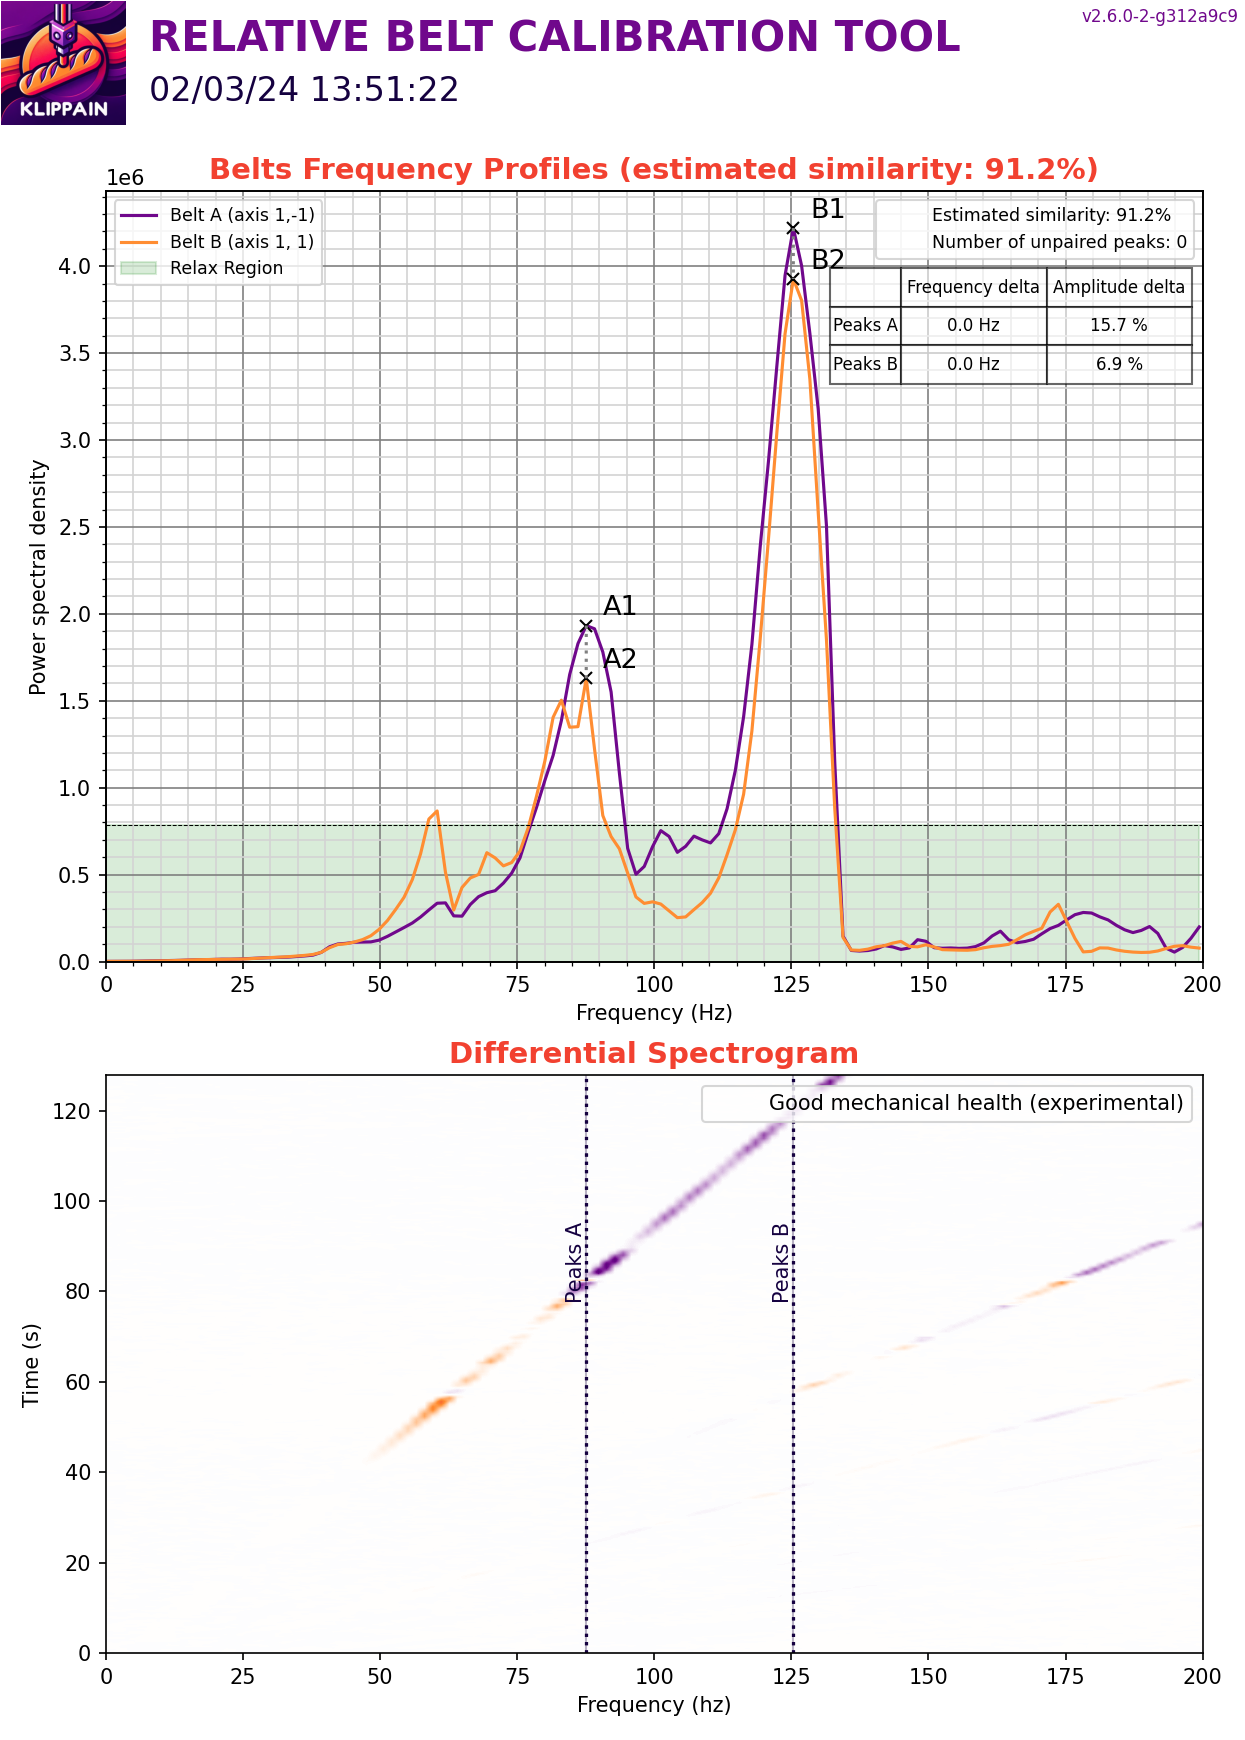 v2.6.0-2-g312a9c9
RELATIVE BELT CALIBRATION TOOL
02/03/24 13:51:22
KLIPPAIN
Belts Frequency Profiles (estimated similarity: 91.2%)
1e6
Belt A (axis 1,-1)
Belt B (axis 1, 1)
Relax Region
B1
B2
Estimated similarity: 91.2%
Number of unpaired peaks: 0
Frequency delta Amplitude delta
Peaks A 0.0 Hz 15.7 %
Peaks B 0.0 Hz 6.9 %
A1
A2
4.0
3.5
3.0
2.5
2.0
1.5
1.0
0.5
0.0
Power spectral density
0 25 50 75 100 125 150 175 200
Frequency (Hz)
Differential Spectrogram
Good mechanical health (experimental)
Peaks A
Peaks B
120
100
80
60
40
20
0
Time (s)
0 25 50 75 100 125 150 175 200
Frequency (hz)